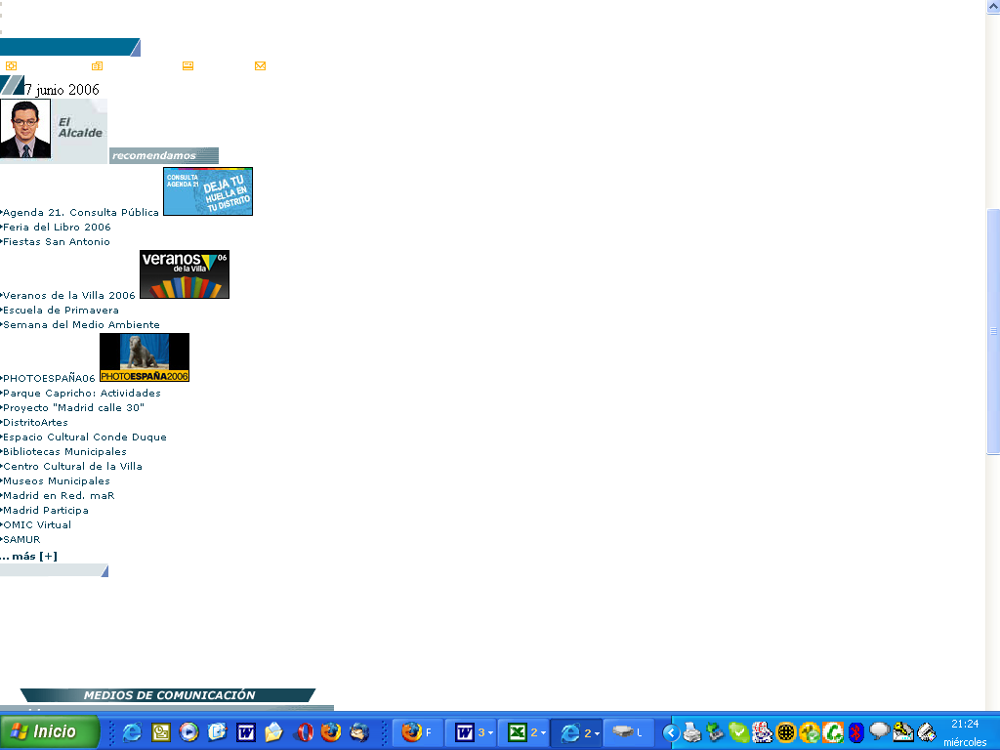 7 junio 2006
El
Alcalde
recomendamos
CONSULTA
AGENDA 21
DEJA TU
HUELLA EN
TU DISTRITO
Agenda 21. Consulta Pública
Feria del Libro 2006
Fiestas San Antonio
veranos 06
de la Villa
Veranos de la Villa 2006
Escuela de Primavera
Semana del Medio Ambiente
PHOTOESPAÑA2006
PHOTOESPAÑA06
Parque Capricho: Actividades
Proyecto "Madrid calle 30"
DistritoArtes
Espacio Cultural Conde Duque
Bibliotecas Municipales
Centro Cultural de la Villa
Museos Municipales
Madrid en Red. maR
Madrid Participa
OMIC Virtual
SAMUR
... más [+]
MEDIOS DE COMUNICACIÓN
Inicio F 3 2 2 L 21:24
miércoles